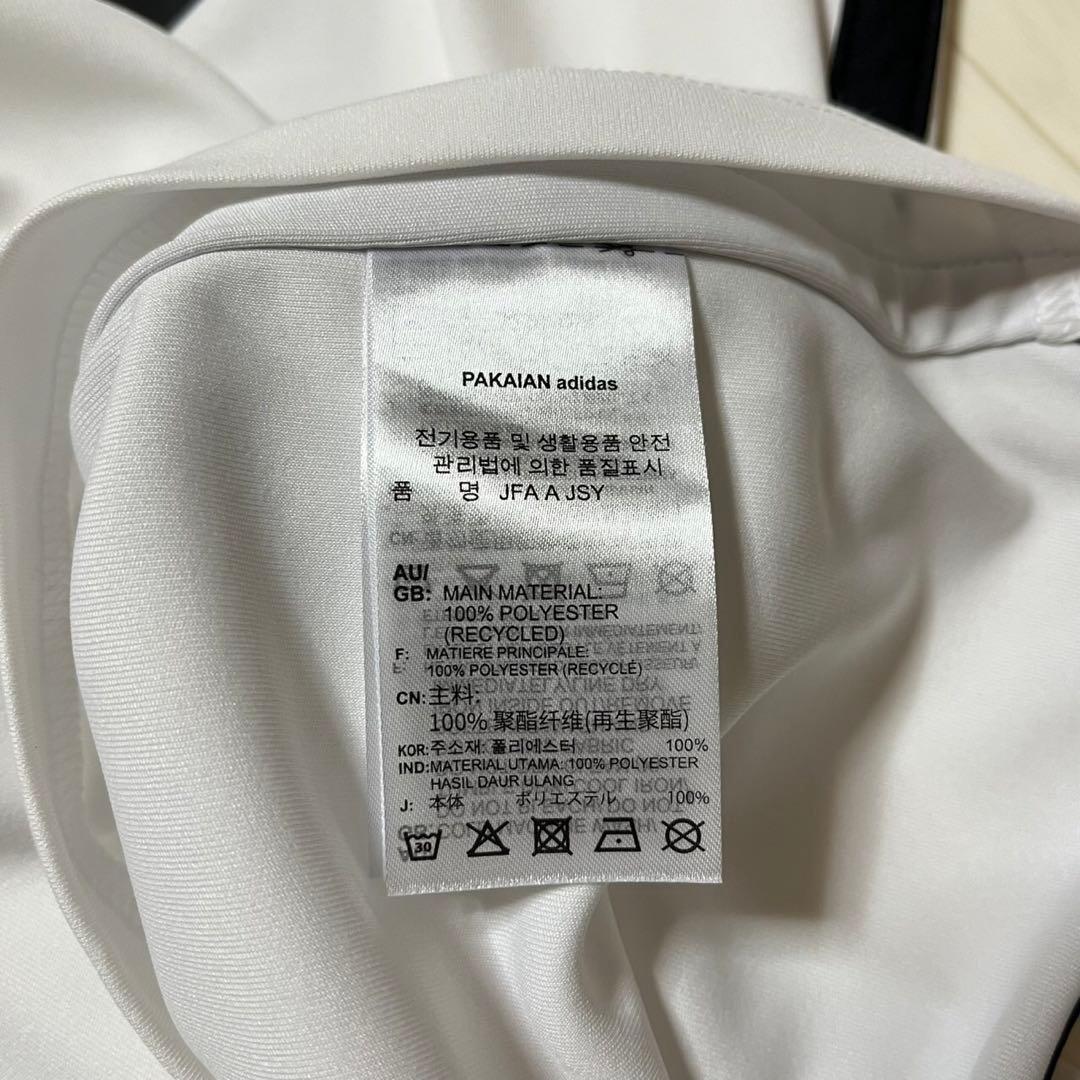 PAKAIAN adidas
전기용품 및 생활용품 안전
관리법에 의한 품질표시
품 명 JFA A JSY
AU/
GB: MAIN MATERIAL:
100% POLYESTER
(RECYCLED)
F: MATIERE PRINCIPALE:
100% POLYESTER (RECYCLÉ)
CN: 主料:
100% 聚酯纤维(再生聚酯)
KOR: 주소재: 폴리에스터 100%
IND: MATERIAL UTAMA: 100% POLYESTER
HASIL DAUR ULANG
J: 本体 ポリエステル 100%
30